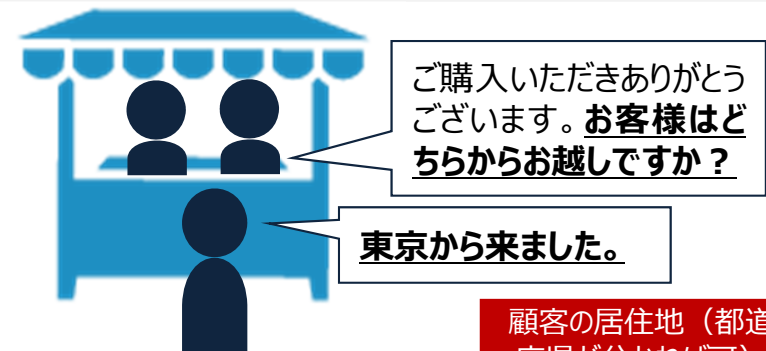 ご購入いただきありがとう
ございます。お客様はど
ちらからお越しですか？
東京から来ました。
顧客の居住地（都道